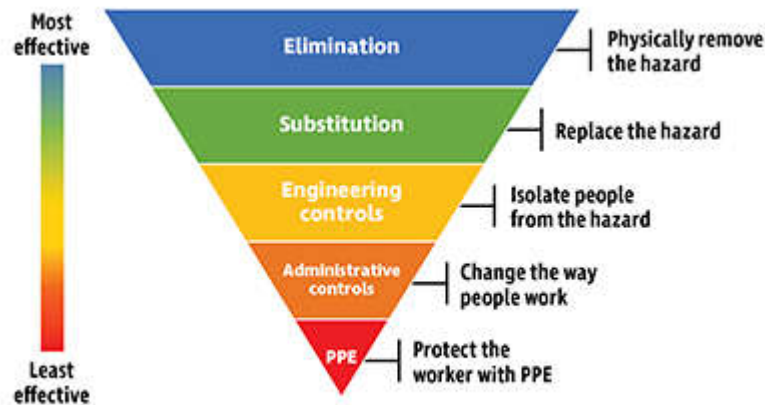 Most
effective
Elimination
Physically remove
the hazard
Substitution
Replace the hazard
Engineering
controls
Isolate people
from the hazard
Administrative
controls
Change the way
people work
PPE
Protect the
worker with PPE
Least
effective